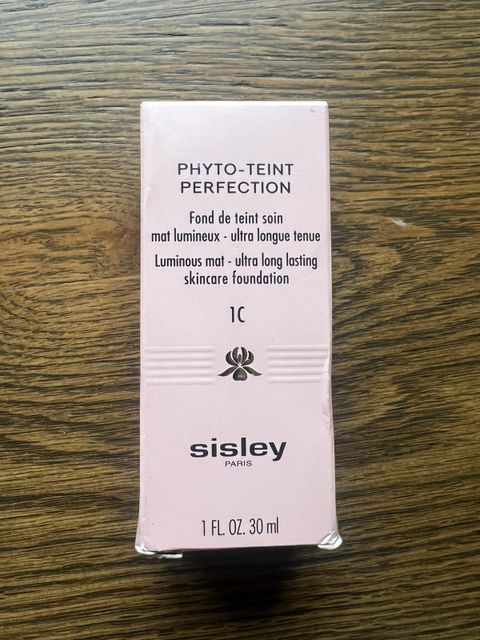 PHYTO-TEINT
PERFECTION
Fond de teint soin
mat lumineux - ultra longue tenue
Luminous mat - ultra long lasting
skincare foundation
1C
sisley
PARIS
1 FL. OZ. 30 ml